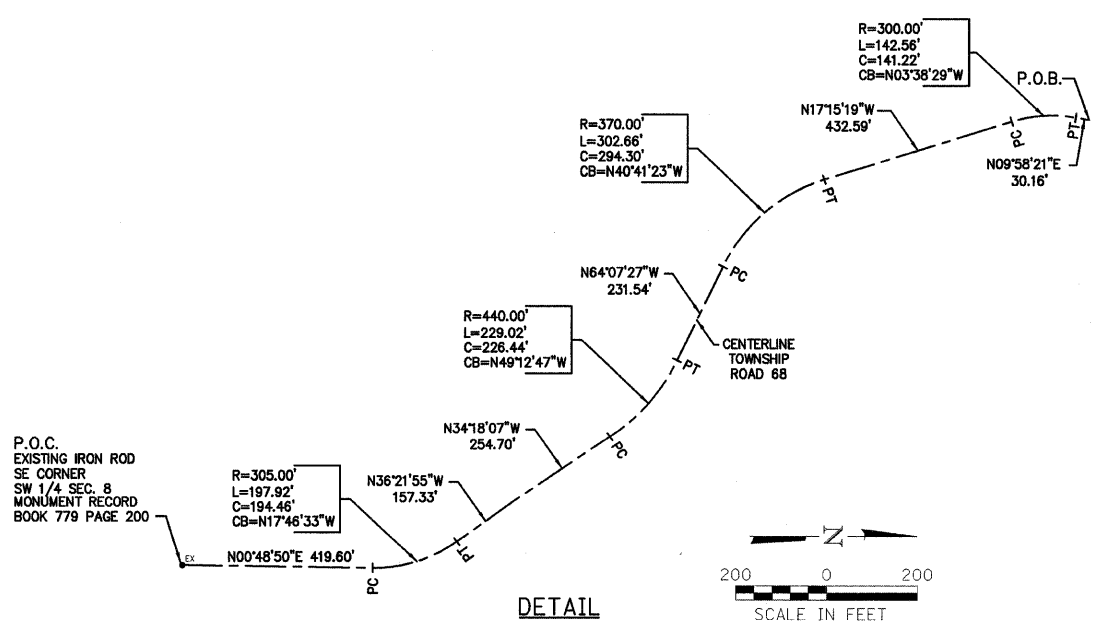 R=300.00'
L=142.56'
C=141.22'
CB=N03°38'29"W
P.O.B.
N17°15'19"W
432.59'
PC
PT
N09°58'21"E
30.16'
R=370.00'
L=302.66'
C=294.30'
CB=N40°41'23"W
PT
PC
N64°07'27"W
231.54'
CENTERLINE
TOWNSHIP
ROAD 68
R=440.00'
L=229.02'
C=226.44'
CB=N49°12'47"W
PT
N34°18'07"W
254.70'
PC
P.O.C.
EXISTING IRON ROD
SE CORNER
SW 1/4 SEC. 8
MONUMENT RECORD
BOOK 779 PAGE 200
R=305.00'
L=197.92'
C=194.46'
CB=N17°46'33"W
N36°21'55"W
157.33'
PT
EX
N00°48'50"E 419.60'
PC
N
200 0 200
SCALE IN FEET
DETAIL